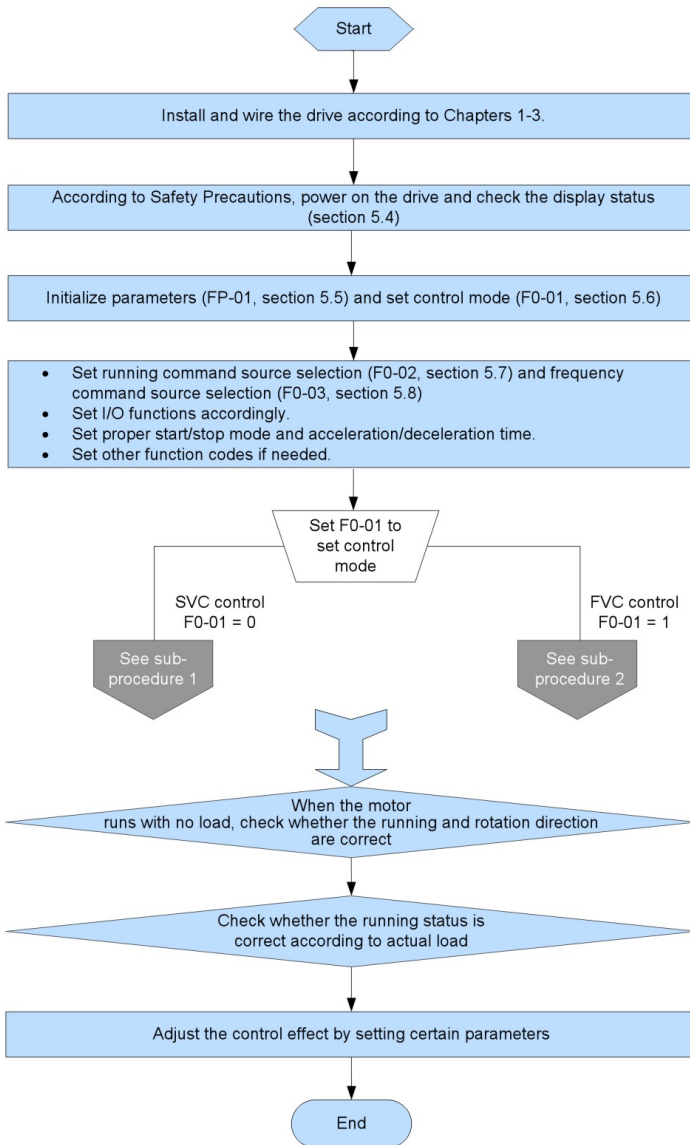 Start
Install and wire the drive according to Chapters 1-3.
According to Safety Precautions, power on the drive and check the display status
(section 5.4)
Initialize parameters (FP-01, section 5.5) and set control mode (F0-01, section 5.6)
• Set running command source selection (F0-02, section 5.7) and frequency
command source selection (F0-03, section 5.8)
• Set I/O functions accordingly.
• Set proper start/stop mode and acceleration/deceleration time.
• Set other function codes if needed.
Set F0-01 to
set control
mode
SVC control
F0-01 = 0
FVC control
F0-01 = 1
See sub-
procedure 1
See sub-
procedure 2
When the motor
runs with no load, check whether the running and rotation direction
are correct
Check whether the running status is
correct according to actual load
Adjust the control effect by setting certain parameters
End